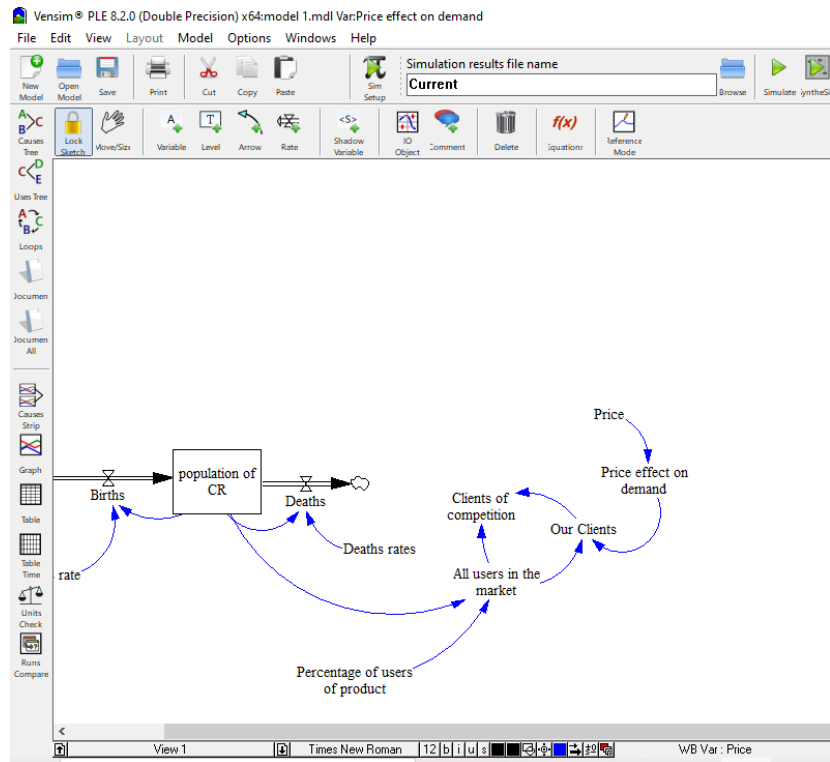 Vensim® PLE 8.2.0 (Double Precision) x64:model 1.mdl Var:Price effect on demand
File Edit View Layout Model Options Windows Help
Simulation results file name
Current
New Model
Open Model
Save
Print
Cut
Copy
Paste
Sim Setup
Browse
Simulate
SyntheSi
A
B
C
Causes Tree
Lock Sketch
Move/Size
A
Variable
T
Level
Arrow
Rate
<S>
Shadow Variable
IO Object
Comment
Delete
f(x)
Equations
Reference Mode
C
D
E
Uses Tree
A
B
C
Loops
Documen
Documen All
Causes Strip
Graph
Table
Table Time
Units Check
Runs Compare
Price
Price effect on
demand
population of
CR
Births
Deaths
Clients of
competition
Our Clients
Deaths rates
rate
All users in the
market
Percentage of users
of product
View 1
Times New Roman
12 b i u s
WB Var : Price